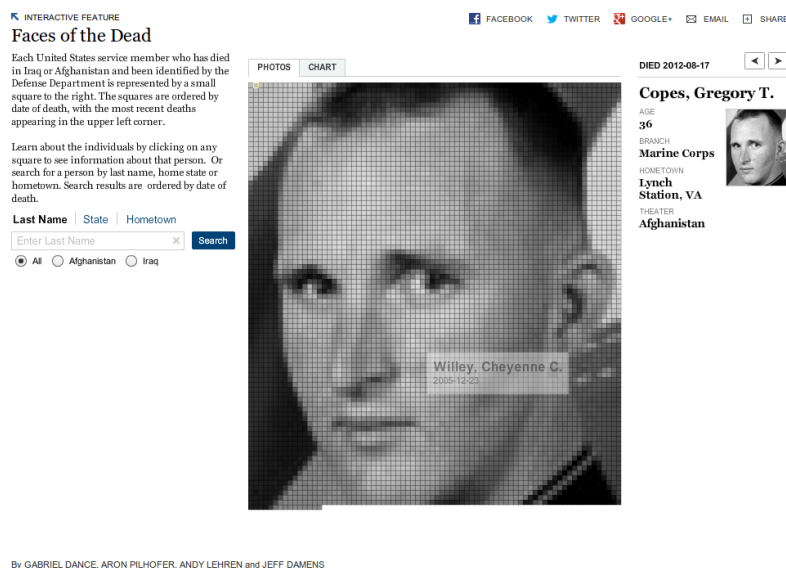 INTERACTIVE FEATURE
Faces of the Dead
FACEBOOK TWITTER GOOGLE+ EMAIL SHARE
Each United States service member who has died
in Iraq or Afghanistan and been identified by the
Defense Department is represented by a small
square to the right. The squares are ordered by
date of death, with the most recent deaths
appearing in the upper left corner.
Learn about the individuals by clicking on any
square to see information about that person. Or
search for a person by last name, home state or
hometown. Search results are ordered by date of
death.
Last Name State Hometown
Enter Last Name Search
All Afghanistan Iraq
PHOTOS CHART
Willey, Cheyenne C.
2005-12-23
DIED 2012-08-17
Copes, Gregory T.
AGE
36
BRANCH
Marine Corps
HOMETOWN
Lynch
Station, VA
THEATER
Afghanistan
By GABRIEL DANCE, ARON PILHOFER, ANDY LEHREN and JEFF DAMENS